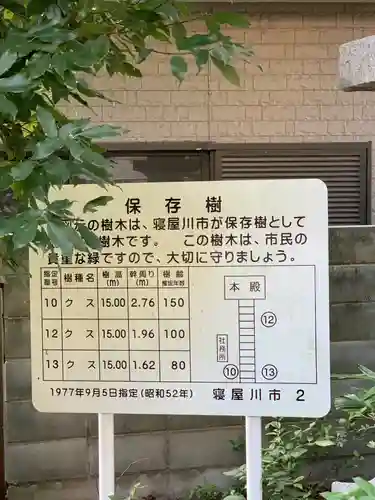 保存樹
の樹木は、寝屋川市が保存樹として
樹木です。 この樹木は、市民の
貴重な緑ですので、大切に守りましょう。
指定番号 樹種名 樹高(m) 幹周り(m) 樹齢推定年数
10 クス 15.00 2.76 150
12 クス 15.00 1.96 100
13 クス 15.00 1.62 80
本殿
⑫
社務所
⑩ ⑬
1977年9月5日指定(昭和52年) 寝屋川市 2